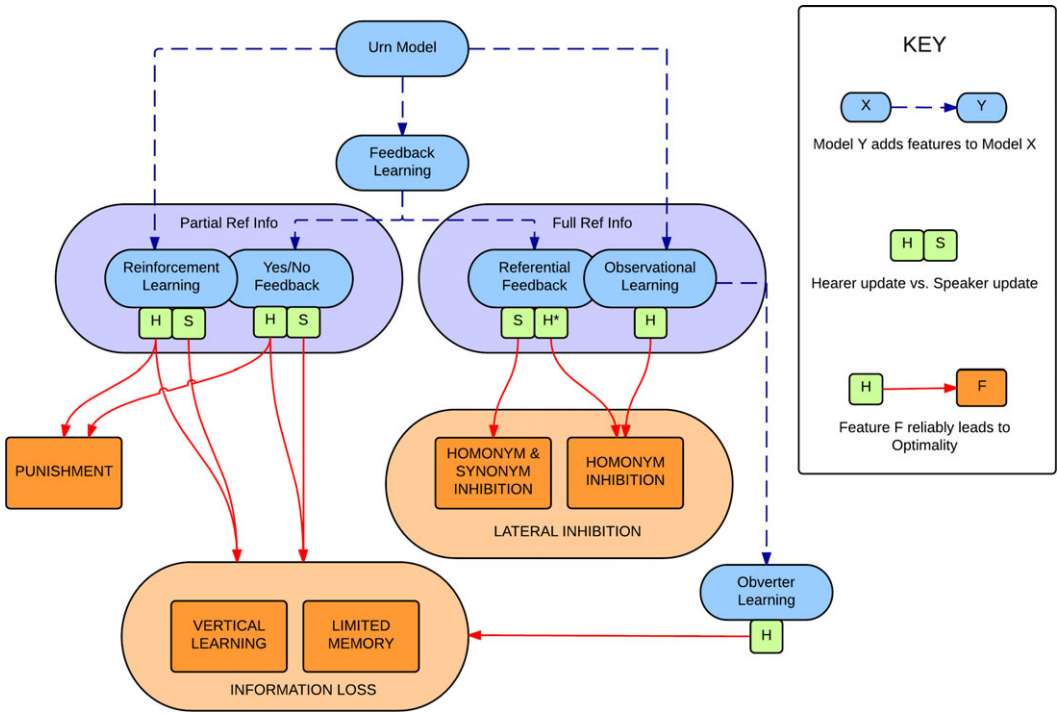 Urn Model
Feedback
Learning
Partial Ref Info
Full Ref Info
Reinforcement
Learning
Yes/No
Feedback
Referential
Feedback
Observational
Learning
H
S
H
S
S
H*
H
PUNISHMENT
HOMONYM &
SYNONYM
INHIBITION
HOMONYM
INHIBITION
LATERAL INHIBITION
Obverter
Learning
H
VERTICAL
LEARNING
LIMITED
MEMORY
INFORMATION LOSS
KEY
X
Y
Model Y adds features to Model X
H
S
Hearer update vs. Speaker update
H
F
Feature F reliably leads to
Optimality